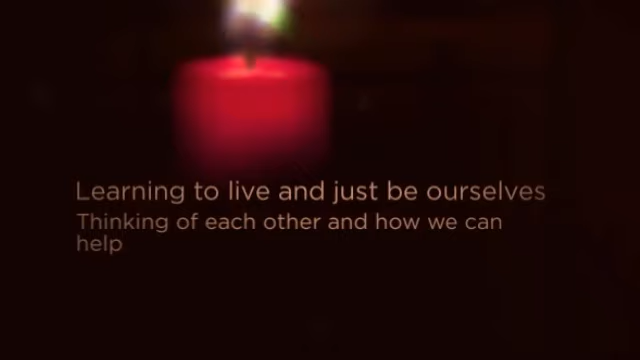 Learning to live and just be ourselves
Thinking of each other and how we can
help